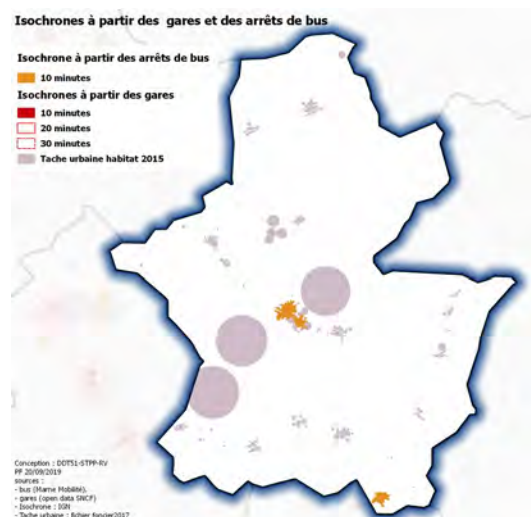 Isochrones à partir des gares et des arrêts de bus
Isochrone à partir des arrêts de bus
10 minutes
Isochrones à partir des gares
10 minutes
20 minutes
30 minutes
Tache urbaine habitat 2015
Conception : DDT51-STPP-RV
PF 20/09/2019
sources :
- bus (Marne Mobilité),
- gares (open data SNCF)
- Isochrone : IGN
- Tache urbaine : fichier foncier2017